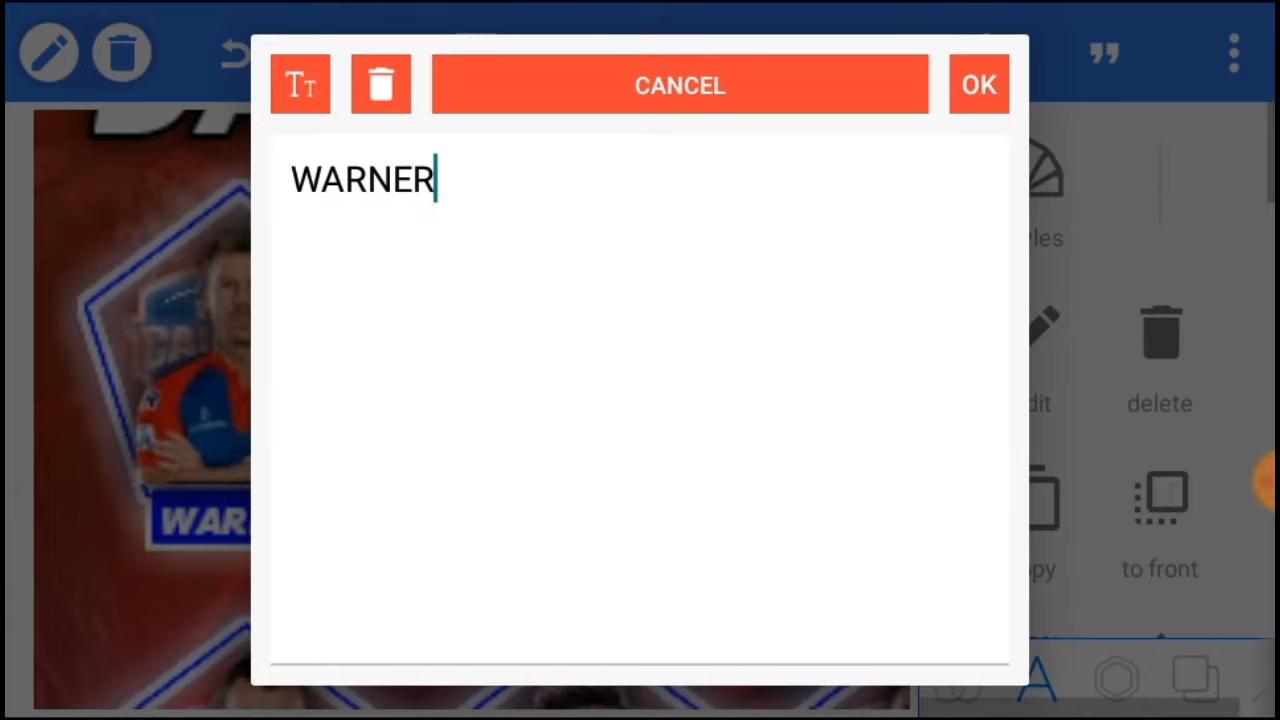 Tт CANCEL OK
WARNER
les
dit delete
WAR
py to front
A